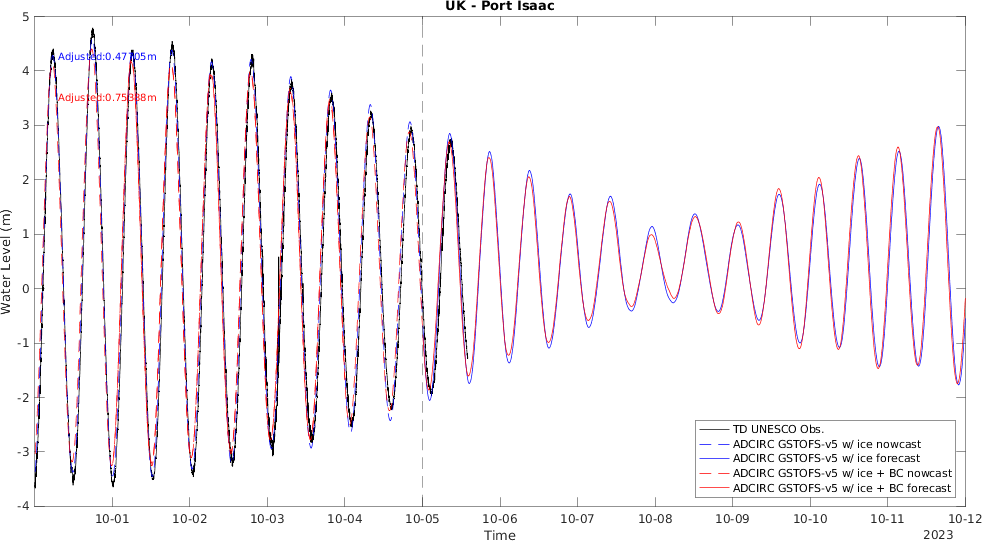 UK - Port Isaac
5
4
3
2
1
0
-1
-2
-3
-4
Water Level (m)
Adjusted:0.47705m
Adjusted:0.75388m
TD UNESCO Obs.
ADCIRC GSTOFS-v5 w/ ice nowcast
ADCIRC GSTOFS-v5 w/ ice forecast
ADCIRC GSTOFS-v5 w/ ice + BC nowcast
ADCIRC GSTOFS-v5 w/ ice + BC forecast
10-01 10-02 10-03 10-04 10-05 10-06 10-07 10-08 10-09 10-10 10-11 10-12
Time
2023